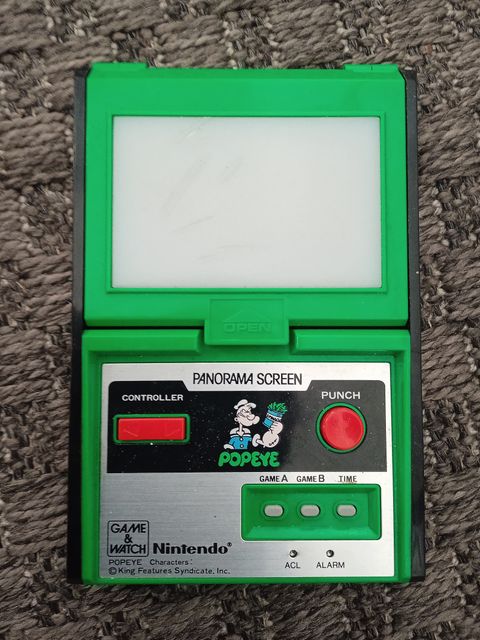 OPEN
PANORAMA SCREEN
CONTROLLER
PUNCH
POPEYE
GAME A GAME B TIME
GAME & WATCH
Nintendo®
ACL ALARM
POPEYE Characters:
©King Features Syndicate, Inc.